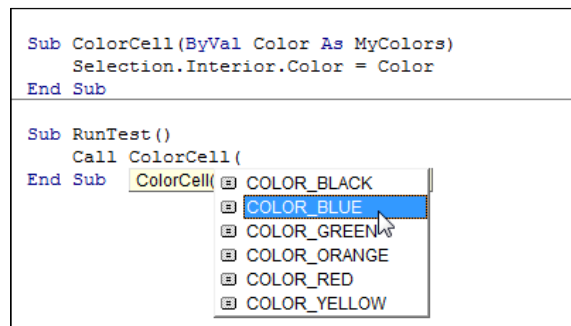 Sub ColorCell(ByVal Color As MyColors)
    Selection.Interior.Color = Color
End Sub
Sub RunTest()
    Call ColorCell(
End Sub
ColorCell(
COLOR_BLACK
COLOR_BLUE
COLOR_GREEN
COLOR_ORANGE
COLOR_RED
COLOR_YELLOW